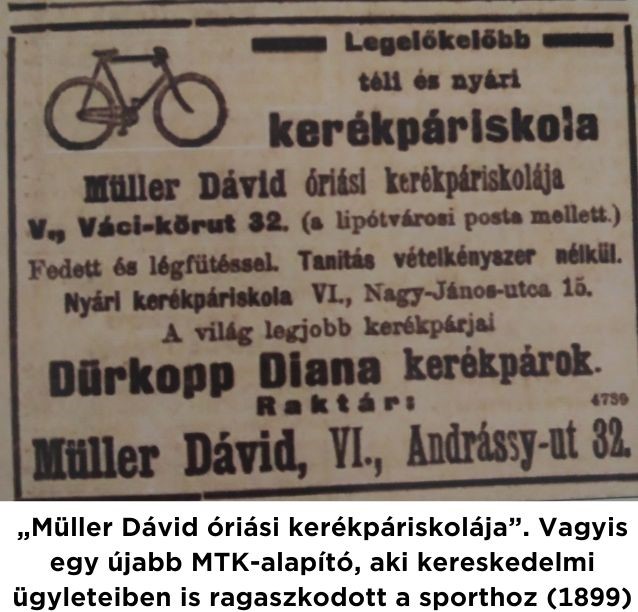 Legelőkelőbb
téli és nyári
kerékpáriskola
Müller Dávid óriási kerékpáriskolája
V., Váci-körut 32. (a lipótvárosi posta mellett.)
Fedett és légfütéssel. Tanitás vételkényszer nélkül.
Nyári kerékpáriskola VI., Nagy-János-utca 15.
A világ legjobb kerékpárjai
Dürkopp Diana kerékpárok.
Raktár:
4739
Müller Dávid, VI., Andrássy-ut 32.
„Müller Dávid óriási kerékpáriskolája”. Vagyis
egy újabb MTK-alapító, aki kereskedelmi
ügyleteiben is ragaszkodott a sporthoz (1899)